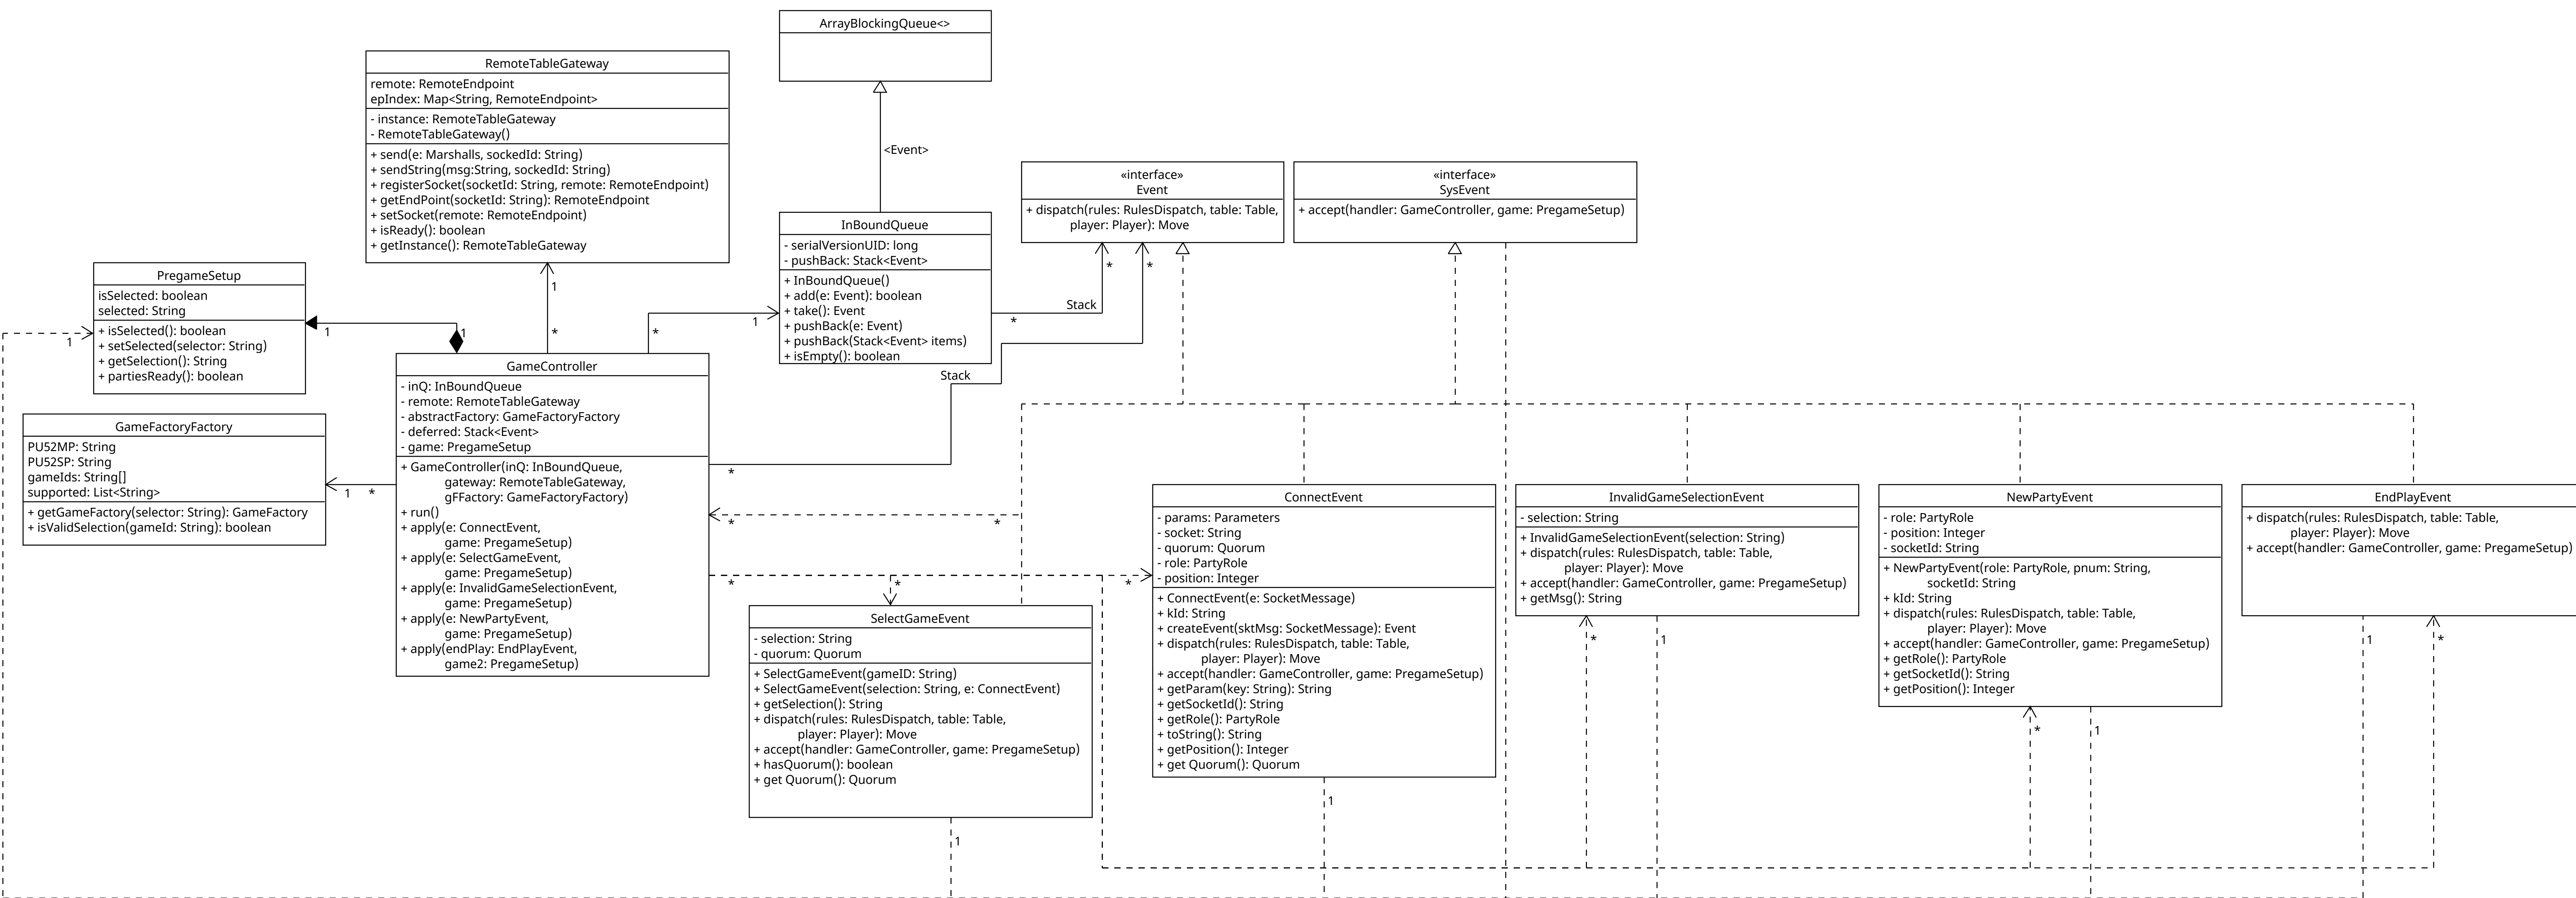 ArrayBlockingQueue<>
<Event>
RemoteTableGateway
remote: RemoteEndpoint
epIndex: Map<String, RemoteEndpoint>
- instance: RemoteTableGateway
- RemoteTableGateway()
+ send(e: Marshalls, sockedId: String)
+ sendString(msg:String, sockedId: String)
+ registerSocket(socketId: String, remote: RemoteEndpoint)
+ getEndPoint(socketId: String): RemoteEndpoint
+ setSocket(remote: RemoteEndpoint)
+ isReady(): boolean
+ getInstance(): RemoteTableGateway
1
*
«interface»
Event
+ dispatch(rules: RulesDispatch, table: Table,
player: Player): Move
*
*
«interface»
SysEvent
+ accept(handler: GameController, game: PregameSetup)
InBoundQueue
- serialVersionUID: long
- pushBack: Stack<Event>
+ InBoundQueue()
+ add(e: Event): boolean
+ take(): Event
+ pushBack(e: Event)
+ pushBack(Stack<Event> items)
+ isEmpty(): boolean
Stack
*
1
*
Stack
PregameSetup
isSelected: boolean
selected: String
+ isSelected(): boolean
+ setSelected(selector: String)
+ getSelection(): String
+ partiesReady(): boolean
1
1
1
GameFactoryFactory
PU52MP: String
PU52SP: String
gameIds: String[]
supported: List<String>
+ getGameFactory(selector: String): GameFactory
+ isValidSelection(gameId: String): boolean
1
*
GameController
- inQ: InBoundQueue
- remote: RemoteTableGateway
- abstractFactory: GameFactoryFactory
- deferred: Stack<Event>
- game: PregameSetup
+ GameController(inQ: InBoundQueue,
gateway: RemoteTableGateway,
gFFactory: GameFactoryFactory)
+ run()
+ apply(e: ConnectEvent,
game: PregameSetup)
+ apply(e: SelectGameEvent,
game: PregameSetup)
+ apply(e: InvalidGameSelectionEvent,
game: PregameSetup)
+ apply(e: NewPartyEvent,
game: PregameSetup)
+ apply(endPlay: EndPlayEvent,
game2: PregameSetup)
*
*
*
*
*
*
SelectGameEvent
- selection: String
- quorum: Quorum
+ SelectGameEvent(gameID: String)
+ SelectGameEvent(selection: String, e: ConnectEvent)
+ getSelection(): String
+ dispatch(rules: RulesDispatch, table: Table,
player: Player): Move
+ accept(handler: GameController, game: PregameSetup)
+ hasQuorum(): boolean
+ get Quorum(): Quorum
1
ConnectEvent
- params: Parameters
- socket: String
- quorum: Quorum
- role: PartyRole
- position: Integer
+ ConnectEvent(e: SocketMessage)
+ kId: String
+ createEvent(sktMsg: SocketMessage): Event
+ dispatch(rules: RulesDispatch, table: Table,
player: Player): Move
+ accept(handler: GameController, game: PregameSetup)
+ getParam(key: String): String
+ getSocketId(): String
+ getRole(): PartyRole
+ toString(): String
+ getPosition(): Integer
+ get Quorum(): Quorum
1
InvalidGameSelectionEvent
- selection: String
+ InvalidGameSelectionEvent(selection: String)
+ dispatch(rules: RulesDispatch, table: Table,
player: Player): Move
+ accept(handler: GameController, game: PregameSetup)
+ getMsg(): String
*
1
NewPartyEvent
- role: PartyRole
- position: Integer
- socketId: String
+ NewPartyEvent(role: PartyRole, pnum: String,
socketId: String
+ kId: String
+ dispatch(rules: RulesDispatch, table: Table,
player: Player): Move
+ accept(handler: GameController, game: PregameSetup)
+ getRole(): PartyRole
+ getSocketId(): String
+ getPosition(): Integer
*
1
EndPlayEvent
+ dispatch(rules: RulesDispatch, table: Table,
player: Player): Move
+ accept(handler: GameController, game: PregameSetup)
1
*